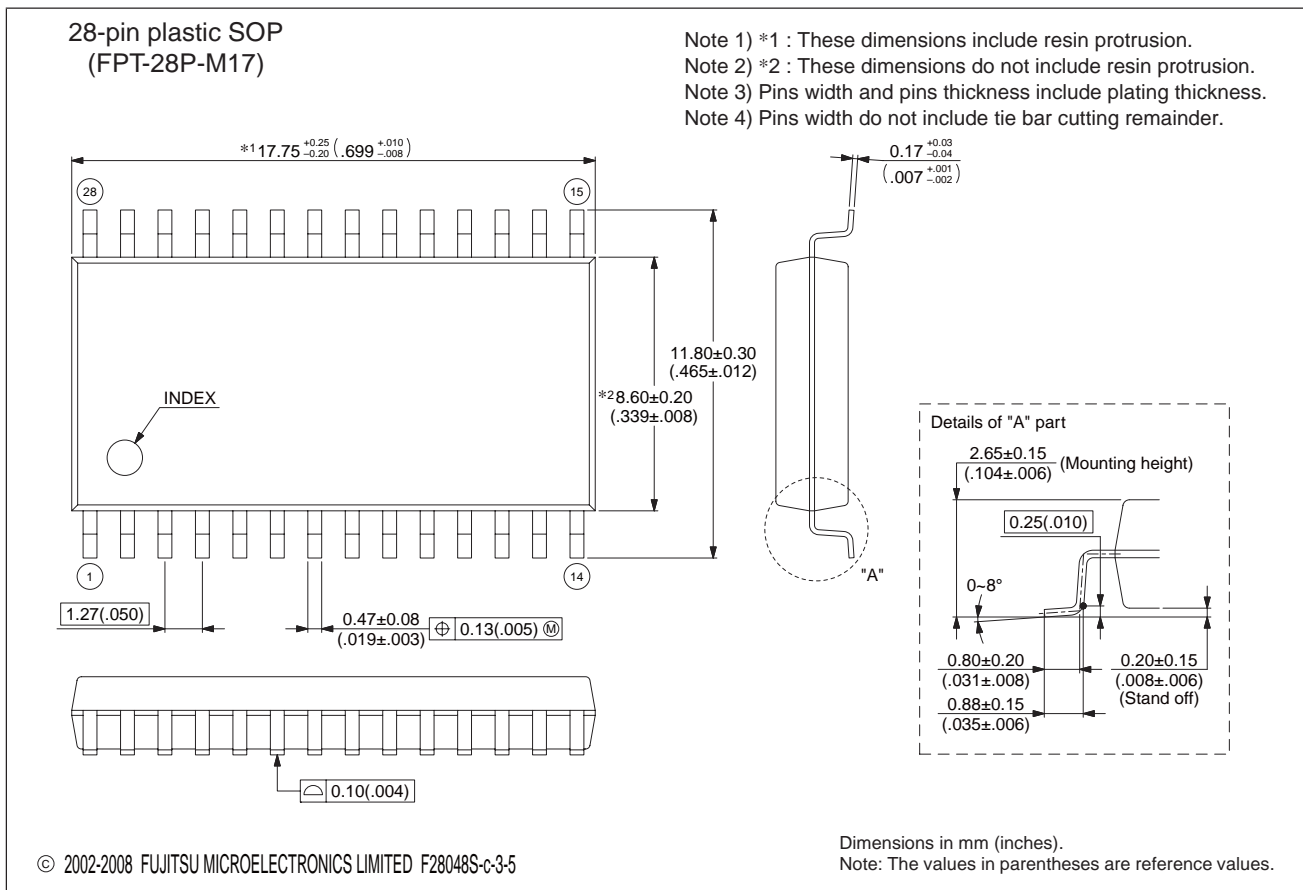 28-pin plastic SOP
(FPT-28P-M17)
Note 1) *1 : These dimensions include resin protrusion.
Note 2) *2 : These dimensions do not include resin protrusion.
Note 3) Pins width and pins thickness include plating thickness.
Note 4) Pins width do not include tie bar cutting remainder.
*1 17.75 +0.25 −0.20 (.699 +.010 −.008)
0.17 +0.03 −0.04
(.007 +.001 −.002)
28
15
11.80±0.30
(.465±.012)
*2 8.60±0.20
(.339±.008)
INDEX
1
14
"A"
1.27(.050)
0.47±0.08
(.019±.003)
⌖ 0.13(.005) Ⓜ
⌓ 0.10(.004)
Details of "A" part
2.65±0.15
(.104±.006)
(Mounting height)
0.25(.010)
0~8°
0.80±0.20
(.031±.008)
0.88±0.15
(.035±.006)
0.20±0.15
(.008±.006)
(Stand off)
© 2002-2008 FUJITSU MICROELECTRONICS LIMITED F28048S-c-3-5
Dimensions in mm (inches).
Note: The values in parentheses are reference values.